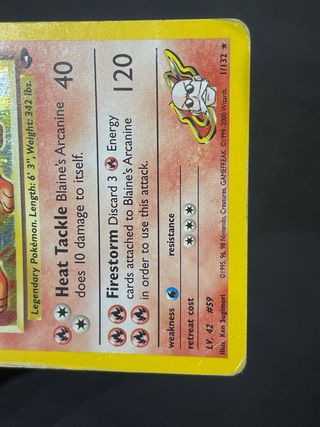 Legendary Pokémon. Length: 6' 3", Weight: 342 lbs.
Heat Tackle Blaine's Arcanine
does 10 damage to itself.
40
Firestorm Discard 3 Energy
cards attached to Blaine's Arcanine
in order to use this attack.
120
weakness
resistance
retreat cost
LV. 42 #59
Illus. Ken Sugimori
©1995, 96, 98 Nintendo, Creatures, GAMEFREAK. ©1999-2000 Wizards.
1/132 ★